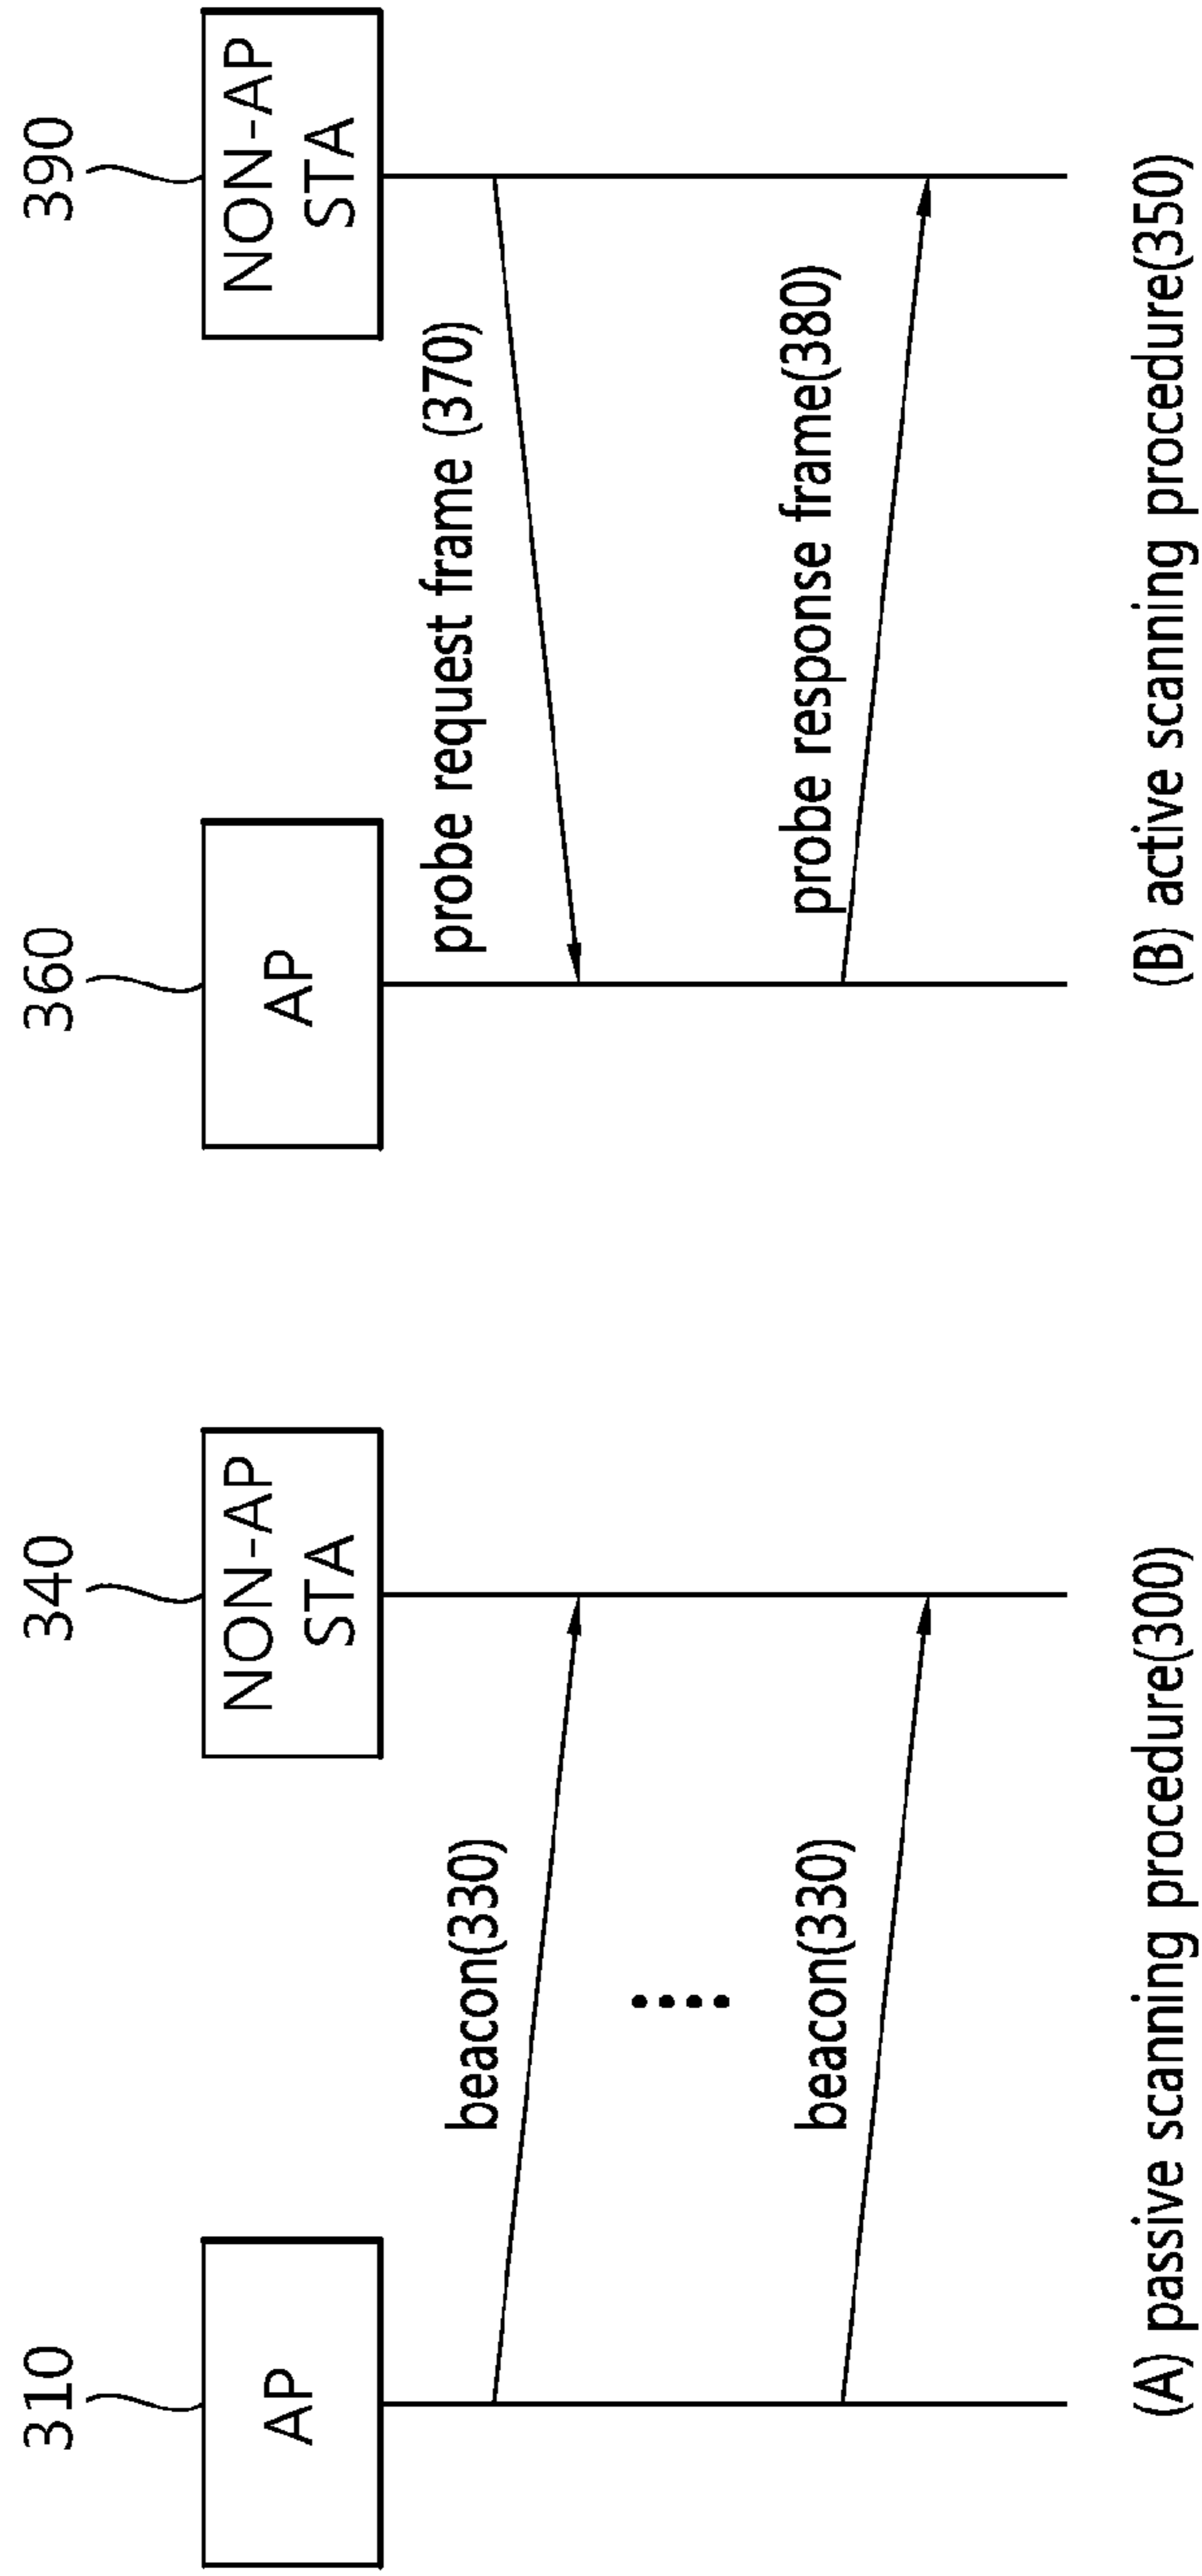 310
340
360
390
AP
NON-AP
STA
AP
NON-AP
STA
beacon(330)
beacon(330)
probe request frame (370)
probe response frame(380)
(A) passive scanning procedure(300)
(B) active scanning procedure(350)